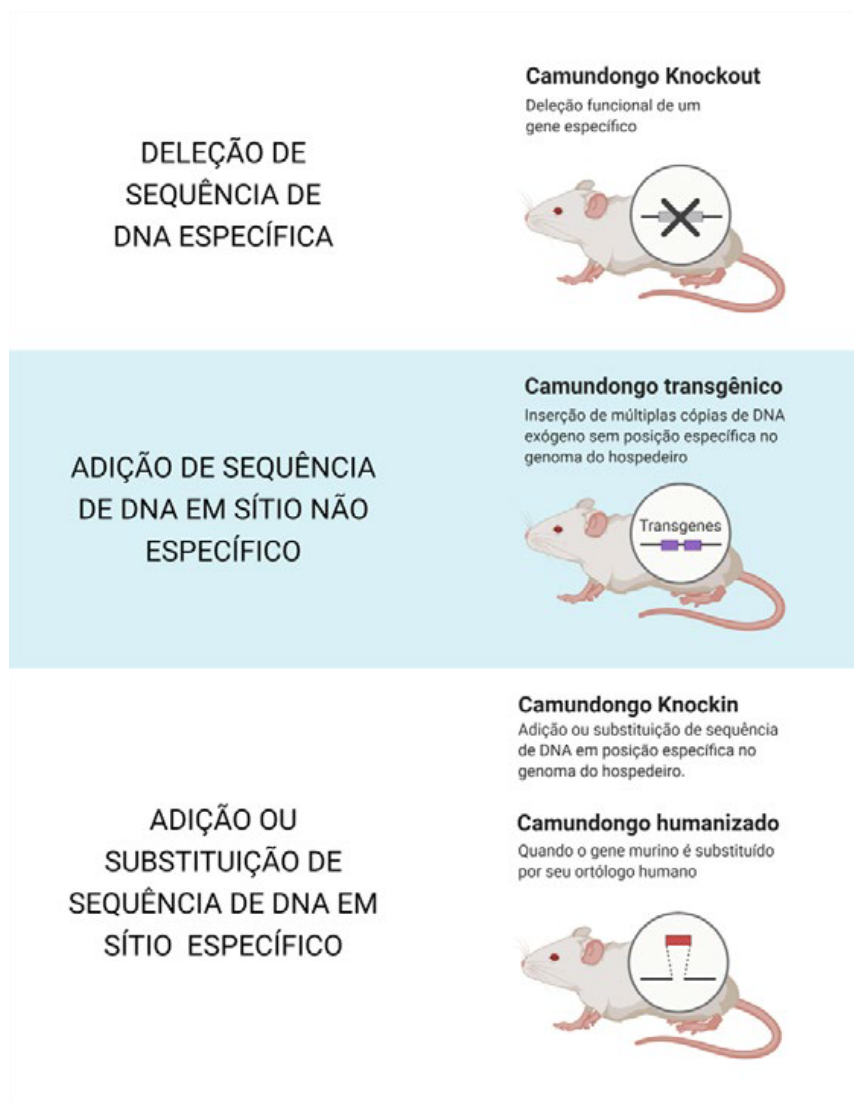 Camundongo Knockout
Deleção funcional de um
gene específico
DELEÇÃO DE
SEQUÊNCIA DE
DNA ESPECÍFICA
Camundongo transgênico
Inserção de múltiplas cópias de DNA
exógeno sem posição específica no
genoma do hospedeiro
ADIÇÃO DE SEQUÊNCIA
DE DNA EM SÍTIO NÃO
ESPECÍFICO
Transgenes
Camundongo Knockin
Adição ou substituição de sequência
de DNA em posição específica no
genoma do hospedeiro.
ADIÇÃO OU
SUBSTITUIÇÃO DE
SEQUÊNCIA DE DNA EM
SÍTIO ESPECÍFICO
Camundongo humanizado
Quando o gene murino é substituído
por seu ortólogo humano